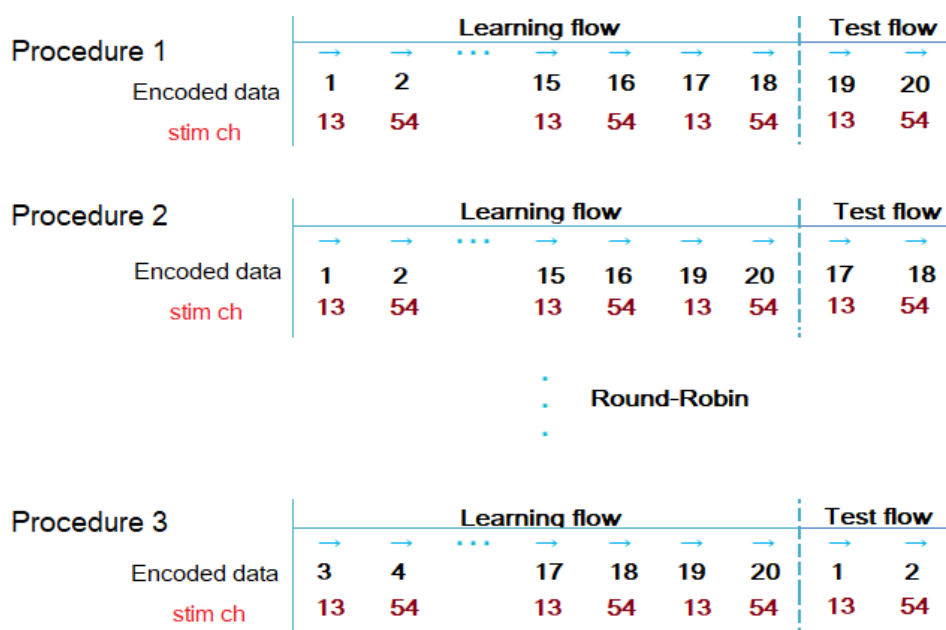 Learning flow Test flow
Procedure 1 → → ... → → → → → →
Encoded data 1 2 15 16 17 18 19 20
stim ch 13 54 13 54 13 54 13 54
Learning flow Test flow
Procedure 2
→ → ... → → → → → →
Encoded data 1 2 15 16 19 20 17 18
stim ch 13 54 13 54 13 54 13 54
Round-Robin
Learning flow Test flow
Procedure 3
→ → ... → → → → → →
Encoded data 3 4 17 18 19 20 1 2
stim ch 13 54 13 54 13 54 13 54